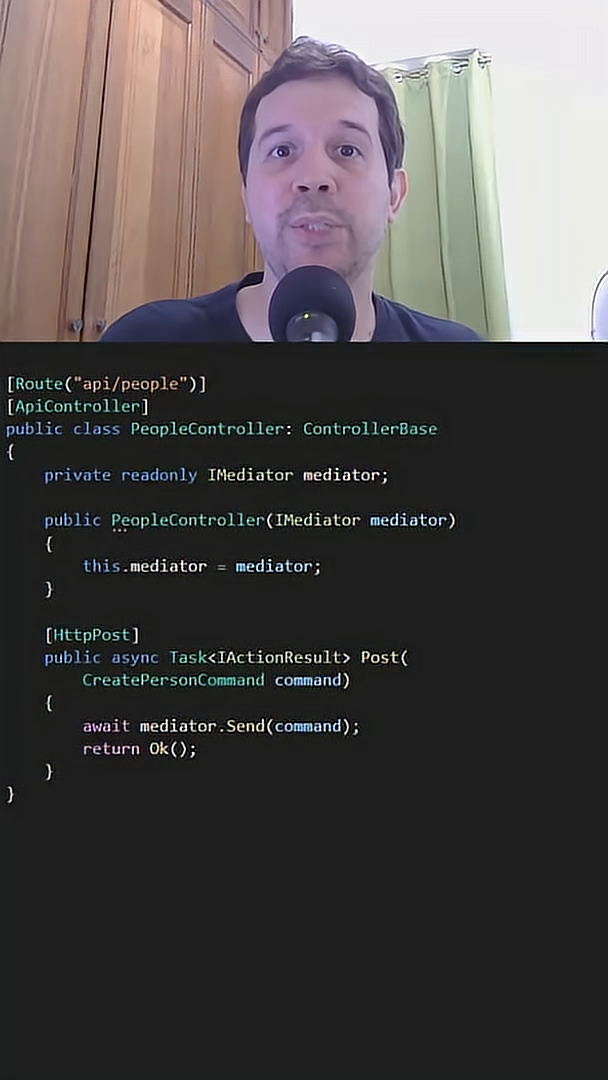 [Route("api/people")]
[ApiController]
public class PeopleController: ControllerBase
{
    private readonly IMediator mediator;
    public PeopleController(IMediator mediator)
    {
        this.mediator = mediator;
    }
    [HttpPost]
    public async Task<IActionResult> Post(
        CreatePersonCommand command)
    {
        await mediator.Send(command);
        return Ok();
    }
}